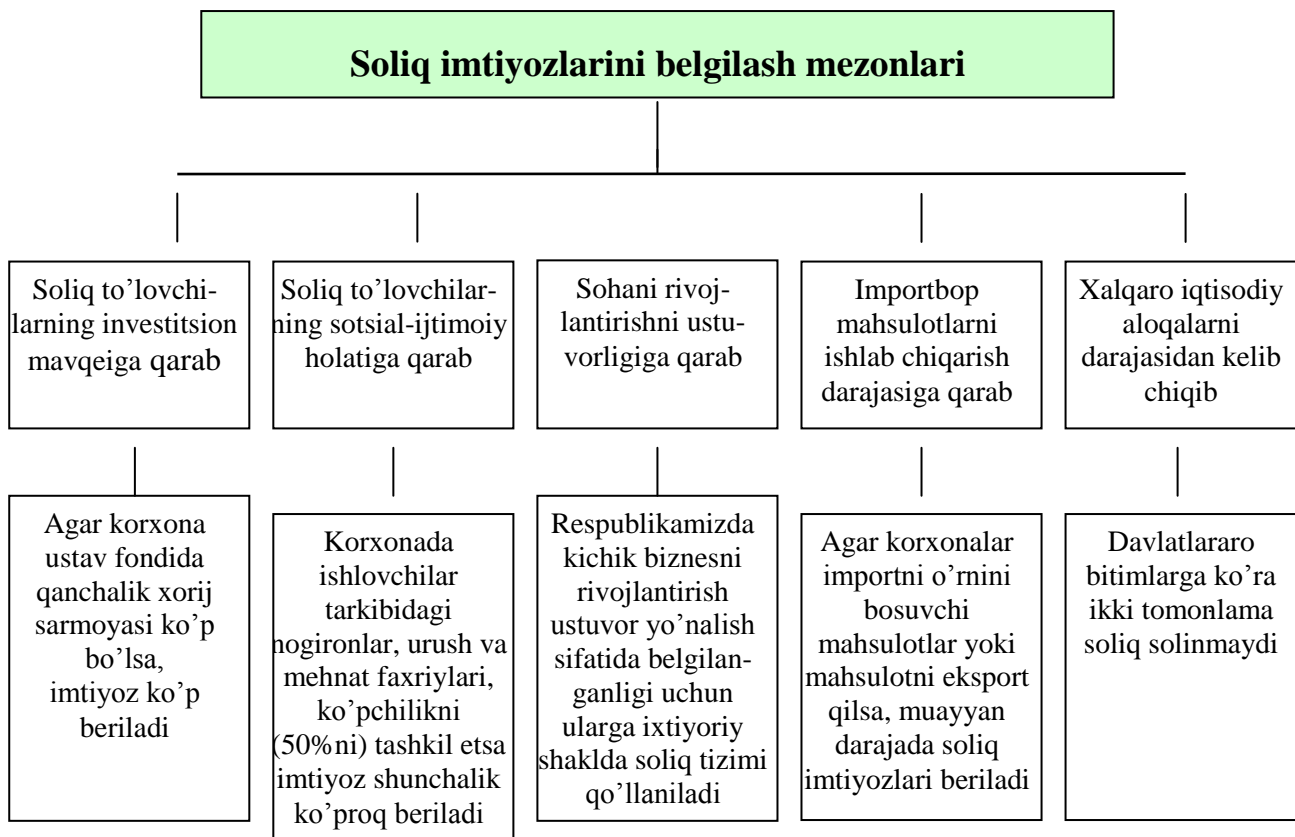 Soliq imtiyozlarini belgilash mezonlari
Soliq to’lovchi-
larning investitsion
mavqeiga qarab
Soliq to’lovchilar-
ning sotsial-ijtimoiy
holatiga qarab
Sohani rivoj-
lantirishni ustu-
vorligiga qarab
Importbop
mahsulotlarni
ishlab chiqarish
darajasiga qarab
Xalqaro iqtisodiy
aloqalarni
darajasidan kelib
chiqib
Agar korxona
ustav fondida
qanchalik xorij
sarmoyasi ko’p
bo’lsa,
imtiyoz ko’p
beriladi
Korxonada
ishlovchilar
tarkibidagi
nogironlar, urush va
mehnat faxriylari,
ko’pchilikni
(50%ni) tashkil etsa
imtiyoz shunchalik
ko’proq beriladi
Respublikamizda
kichik biznesni
rivojlantirish
ustuvor yo’nalish
sifatida belgilan-
ganligi uchun
ularga ixtiyoriy
shaklda soliq tizimi
qo’llaniladi
Agar korxonalar
importni o’rnini
bosuvchi
mahsulotlar yoki
mahsulotni eksport
qilsa, muayyan
darajada soliq
imtiyozlari beriladi
Davlatlararo
bitimlarga ko’ra
ikki tomonlama
soliq solinmaydi